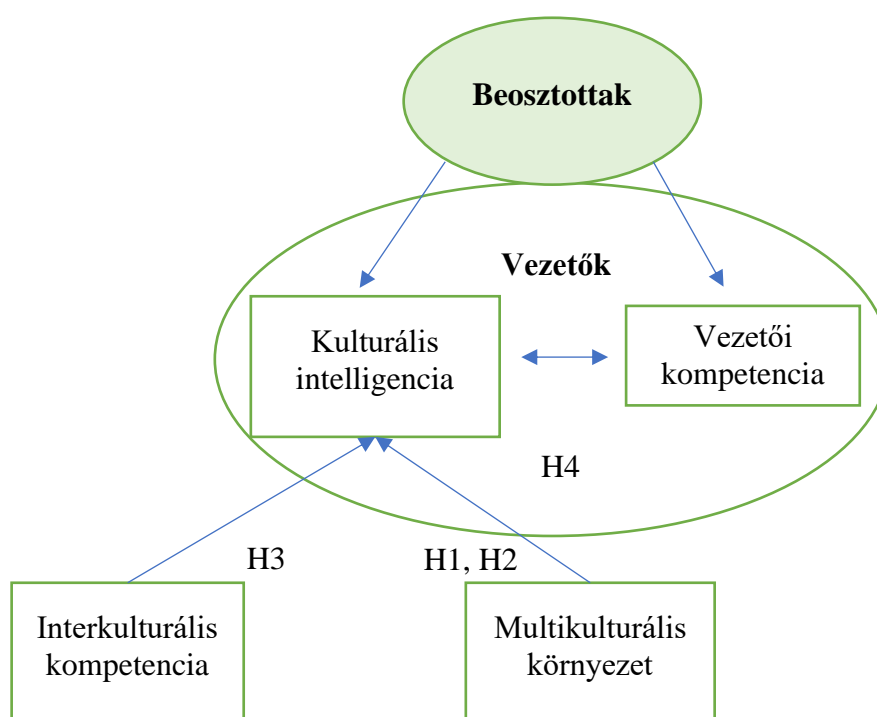 Beosztottak
Vezetők
Kulturális
intelligencia
Vezetői
kompetencia
H4
H3
H1, H2
Interkulturális
kompetencia
Multikulturális
környezet